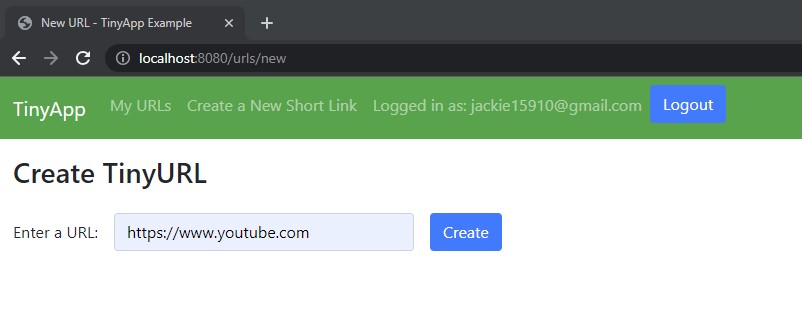 New URL - TinyApp Example
localhost:8080/urls/new
TinyApp My URLs Create a New Short Link Logged in as: jackie15910@gmail.com Logout
Create TinyURL
Enter a URL: https://www.youtube.com Create